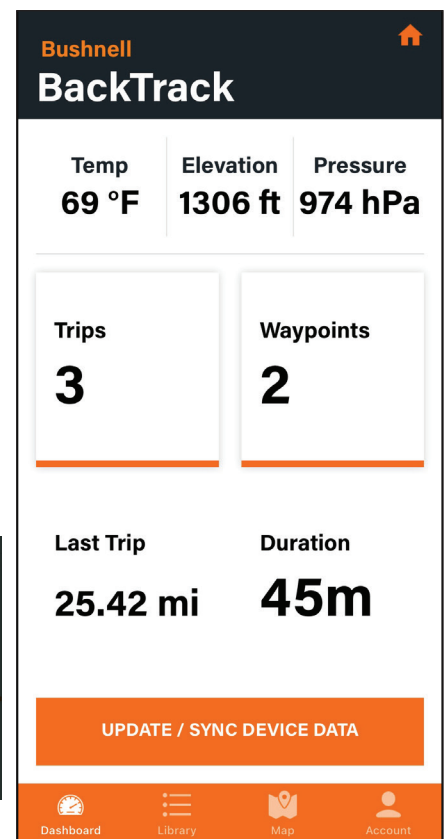 Bushnell
BackTrack
Temp Elevation Pressure
69 °F 1306 ft 974 hPa
Trips Waypoints
3 2
Last Trip Duration
25.42 mi 45m
UPDATE / SYNC DEVICE DATA
Dashboard Library Map Account